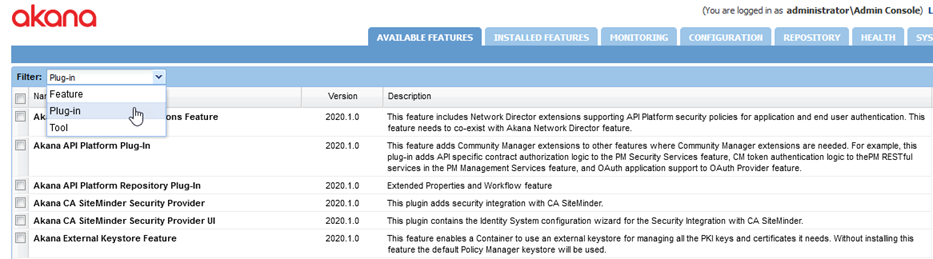 akana
(You are logged in as administrator\Admin Console) L
AVAILABLE FEATURES INSTALLED FEATURES MONITORING CONFIGURATION REPOSITORY HEALTH SYS
Filter: Plug-in
Feature
Plug-in
Tool
Version Description
ons Feature 2020.1.0 This feature includes Network Director extensions supporting API Platform security policies for application and end user authentication. This
feature needs to co-exist with Akana Network Director feature.
Akana API Platform Plug-In 2020.1.0 This feature adds Community Manager extensions to other features where Community Manager extensions are needed. For example, this
plug-in adds API specific contract authorization logic to the PM Security Services feature, CM token authentication logic to thePM RESTful
services in the PM Management Services feature, and OAuth application support to OAuth Provider feature.
Akana API Platform Repository Plug-In 2020.1.0 Extended Properties and Workflow feature
Akana CA SiteMinder Security Provider 2020.1.0 This plugin adds security integration with CA SiteMinder.
Akana CA SiteMinder Security Provider UI 2020.1.0 This plugin contains the Identity System configuration wizard for the Security Integration with CA SiteMinder.
Akana External Keystore Feature 2020.1.0 This feature enables a Container to use an external keystore for managing all the PKI keys and certificates it needs. Without installing this
feature the default Policy Manager keystore will be used.